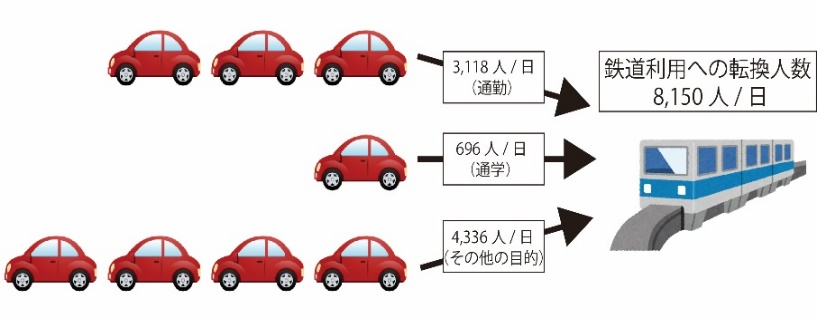 3,118 人 / 日
（通勤）
鉄道利用への転換人数
8,150 人 / 日
696 人 / 日
（通学）
4,336 人 / 日
（その他の目的）